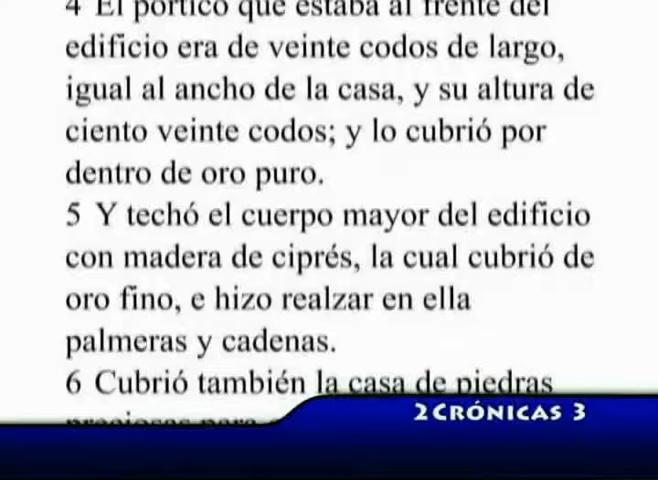 4 El pórtico que estaba al frente del
edificio era de veinte codos de largo,
igual al ancho de la casa, y su altura de
ciento veinte codos; y lo cubrió por
dentro de oro puro.
5 Y techó el cuerpo mayor del edificio
con madera de ciprés, la cual cubrió de
oro fino, e hizo realzar en ella
palmeras y cadenas.
6 Cubrió también la casa de piedras
preciosas para
2CRÓNICAS 3